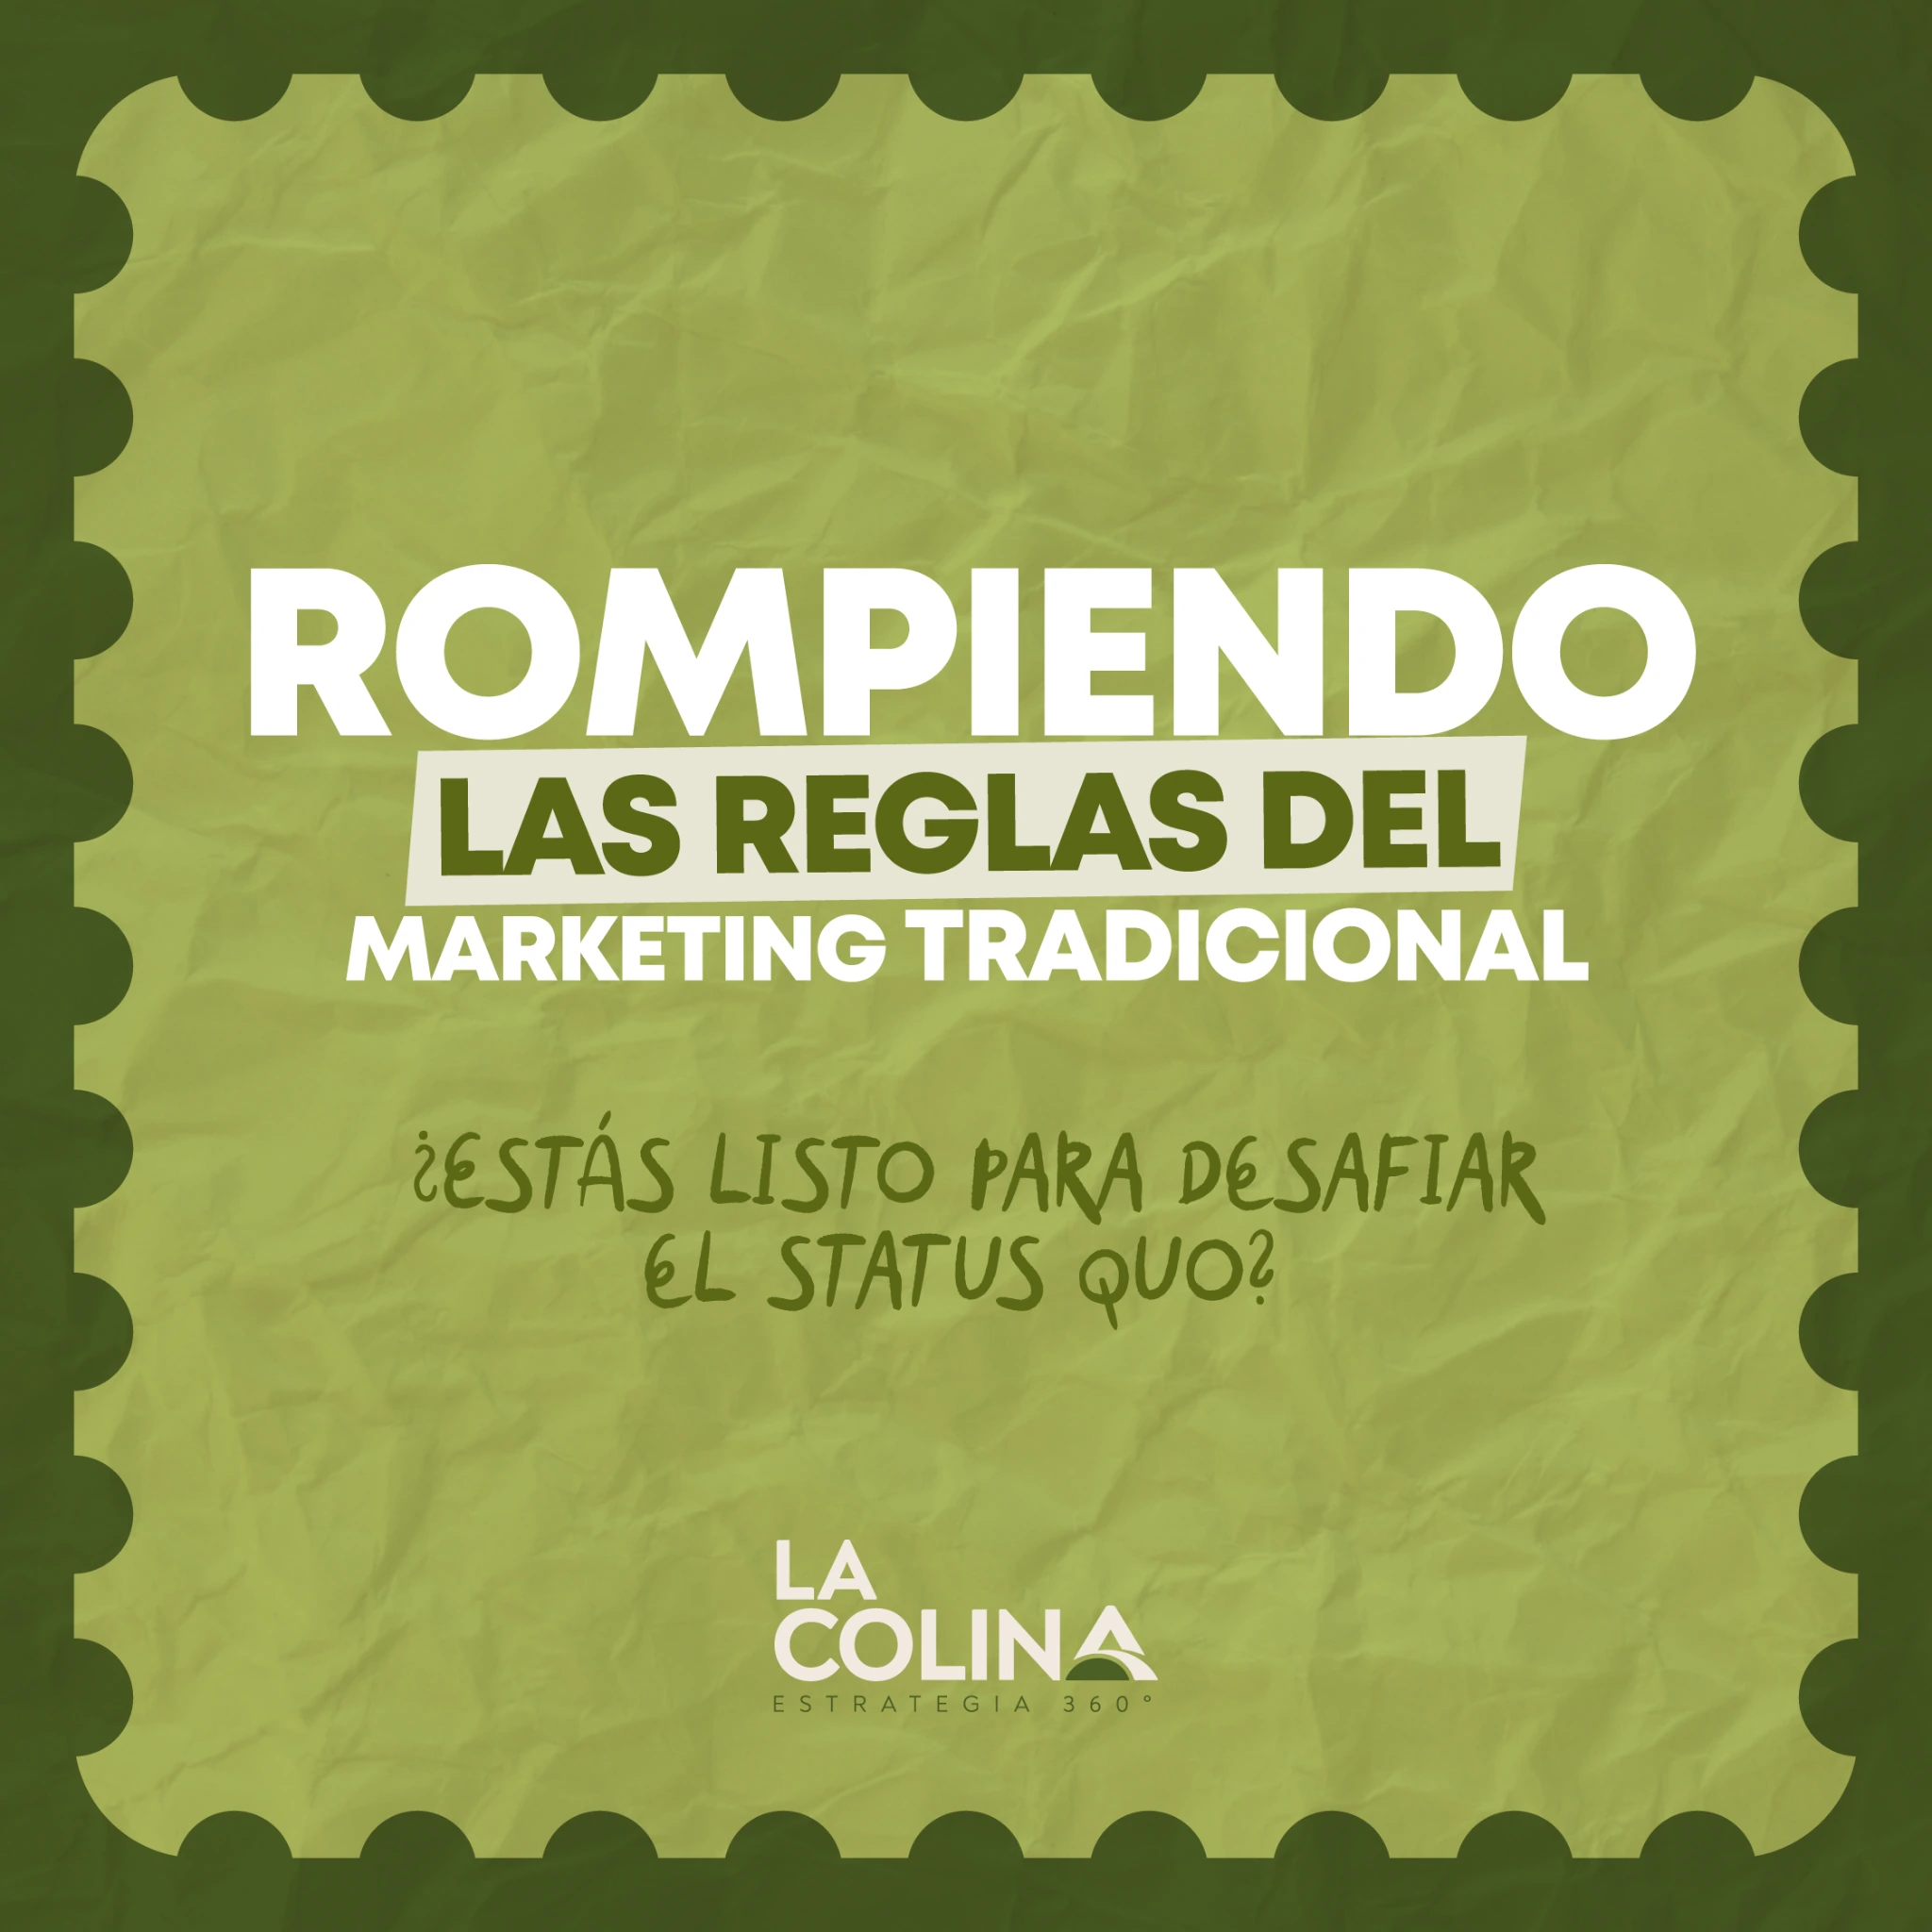 ROMPIENDO
LAS REGLAS DEL
MARKETING TRADICIONAL
¿ESTÁS LISTO PARA DESAFIAR
EL STATUS QUO?
LA
COLINA
ESTRATEGIA 360°